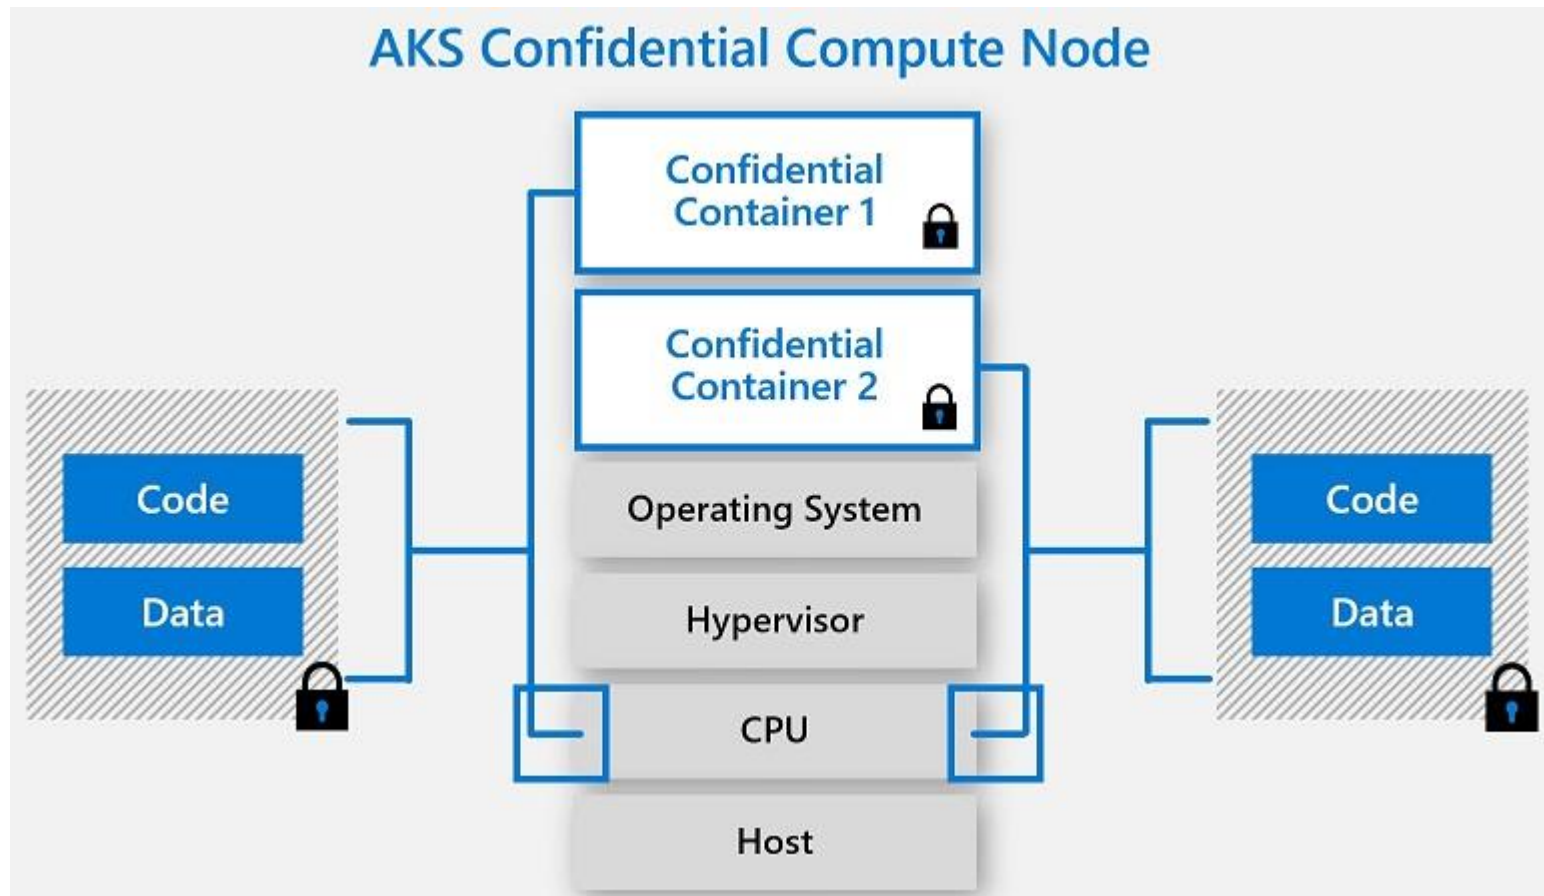 AKS Confidential Compute Node
Confidential
Container 1
Confidential
Container 2
Operating System
Hypervisor
CPU
Host
Code
Data
Code
Data